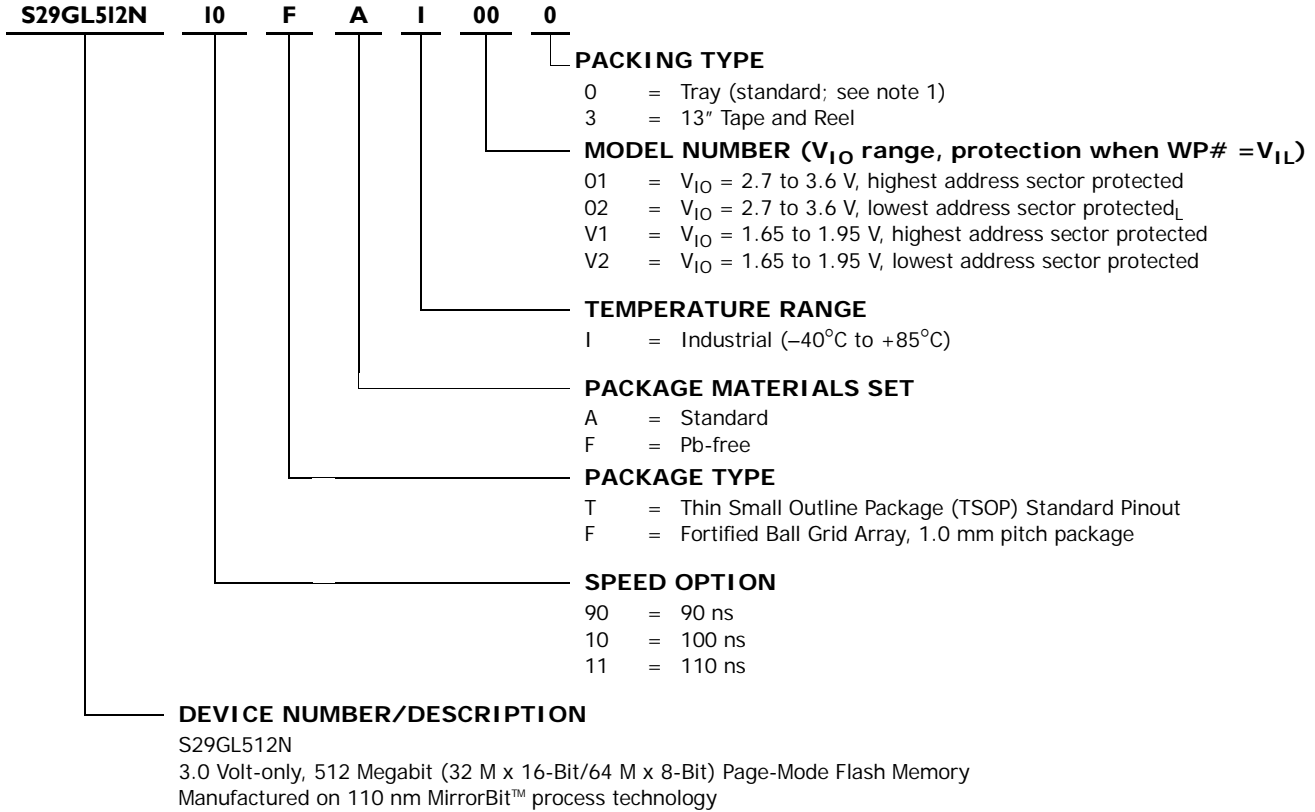 S29GL512N 10 F A I 00 0
PACKING TYPE
0 = Tray (standard; see note 1)
3 = 13″ Tape and Reel
MODEL NUMBER (VIO range, protection when WP# =VIL)
01 = VIO = 2.7 to 3.6 V, highest address sector protected
02 = VIO = 2.7 to 3.6 V, lowest address sector protectedL
V1 = VIO = 1.65 to 1.95 V, highest address sector protected
V2 = VIO = 1.65 to 1.95 V, lowest address sector protected
TEMPERATURE RANGE
I = Industrial (–40°C to +85°C)
PACKAGE MATERIALS SET
A = Standard
F = Pb-free
PACKAGE TYPE
T = Thin Small Outline Package (TSOP) Standard Pinout
F = Fortified Ball Grid Array, 1.0 mm pitch package
SPEED OPTION
90 = 90 ns
10 = 100 ns
11 = 110 ns
DEVICE NUMBER/DESCRIPTION
S29GL512N
3.0 Volt-only, 512 Megabit (32 M x 16-Bit/64 M x 8-Bit) Page-Mode Flash Memory
Manufactured on 110 nm MirrorBit™ process technology